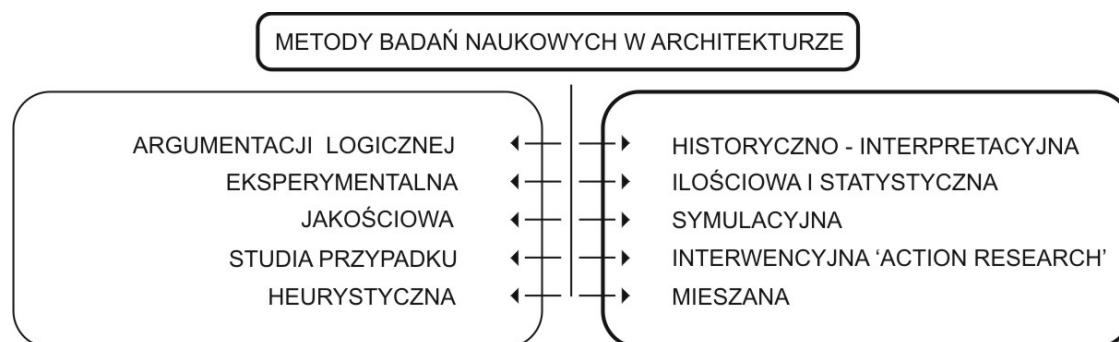 METODY BADAŃ NAUKOWYCH W ARCHITEKTURZE
ARGUMENTACJI LOGICZNEJ
EKSPERYMENTALNA
JAKOŚCIOWA
STUDIA PRZYPADKU
HEURYSTYCZNA
HISTORYCZNO - INTERPRETACYJNA
ILOŚCIOWA I STATYSTYCZNA
SYMULACYJNA
INTERWENCYJNA ‘ACTION RESEARCH’
MIESZANA